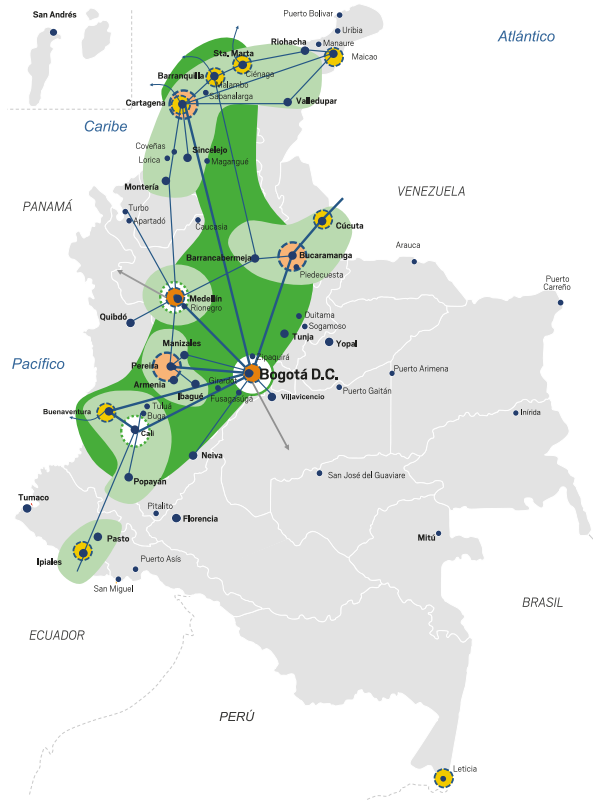 Puerto Bolivar
San Andrés
Uribia
Atlántico
Riohacha
Manaure
Sta. Marta
Maicao
Ciénaga
Barranquilla
Malambo
Sabanalarga
Cartagena
Valledupar
Caribe
Coveñas
Sincelejo
Lorica
Magangué
Montería
VENEZUELA
PANAMÁ
Turbo
Apartadó
Caucasia
Cúcuta
Arauca
Barrancabermeja
Bucaramanga
Piedecuesta
Puerto
Carreño
Medellín
Rionegro
Quibdó
Duitama
Sogamoso
Tunja
Yopal
Manizales
Zipaquirá
Pacífico
Pereira
Bogotá D.C.
Puerto Arimena
Armenia
Girardot
Ibagué
Fusagasugá
Villavicencio
Puerto Gaitán
Tuluá
Buenaventura
Buga
Inírida
Cali
Neiva
San José del Guaviare
Popayán
Tumaco
Pitalito
Florencia
Pasto
Mitú
Ipiales
Puerto Asís
San Miguel
BRASIL
ECUADOR
PERÚ
Leticia